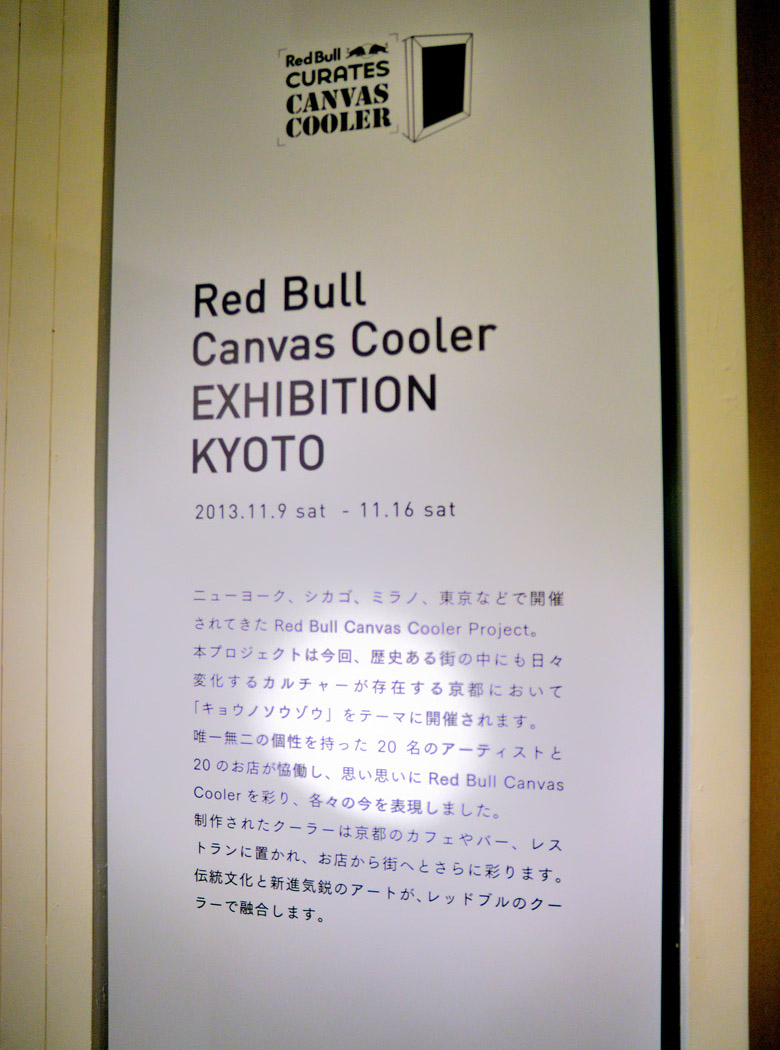 Red Bull
CURATES
CANVAS
COOLER
Red Bull
Canvas Cooler
EXHIBITION
KYOTO
2013.11.9 sat - 11.16 sat
ニューヨーク、シカゴ、ミラノ、東京などで開催
されてきた Red Bull Canvas Cooler Project。
本プロジェクトは今回、歴史ある街の中にも日々
変化するカルチャーが存在する京都において
「キョウノソウゾウ」をテーマに開催されます。
唯一無二の個性を持った 20 名のアーティストと
20 のお店が恊働し、思い思いに Red Bull Canvas
Cooler を彩り、各々の今を表現しました。
制作されたクーラーは京都のカフェやバー、レス
トランに置かれ、お店から街へとさらに彩ります。
伝統文化と新進気鋭のアートが、レッドブルのクー
ラーで融合します。